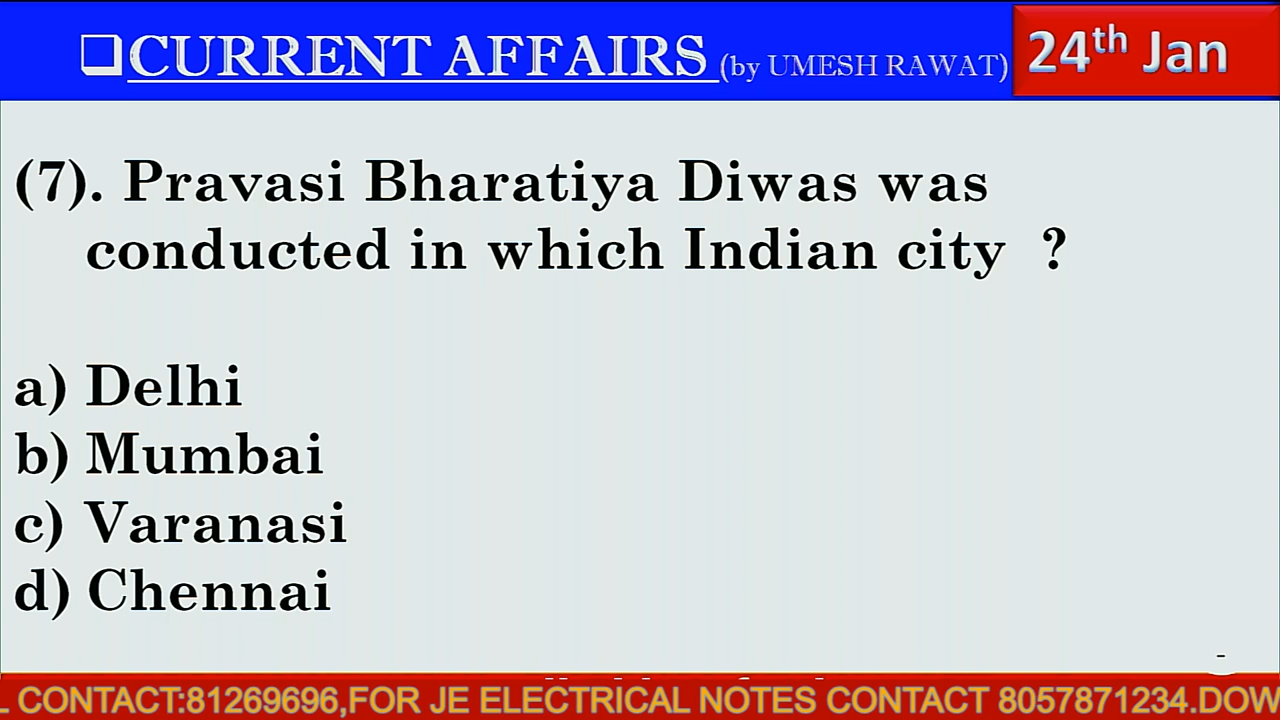 ❑CURRENT AFFAIRS (by UMESH RAWAT) 24th Jan
(7). Pravasi Bharatiya Diwas was
conducted in which Indian city ?
a) Delhi
b) Mumbai
c) Varanasi
d) Chennai
CONTACT:81269696,FOR JE ELECTRICAL NOTES CONTACT 8057871234.DOW